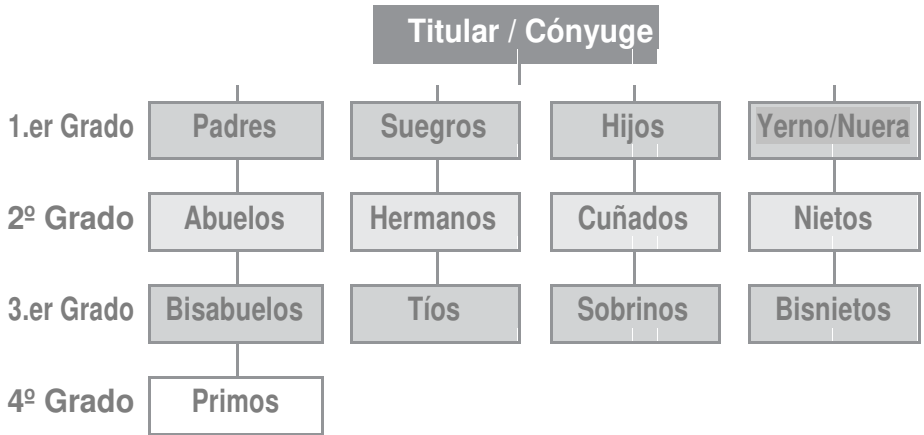 Titular / Cónyuge
1.er Grado Padres Suegros Hijos Yerno/Nuera
2º Grado Abuelos Hermanos Cuñados Nietos
3.er Grado Bisabuelos Tíos Sobrinos Bisnietos
4º Grado Primos